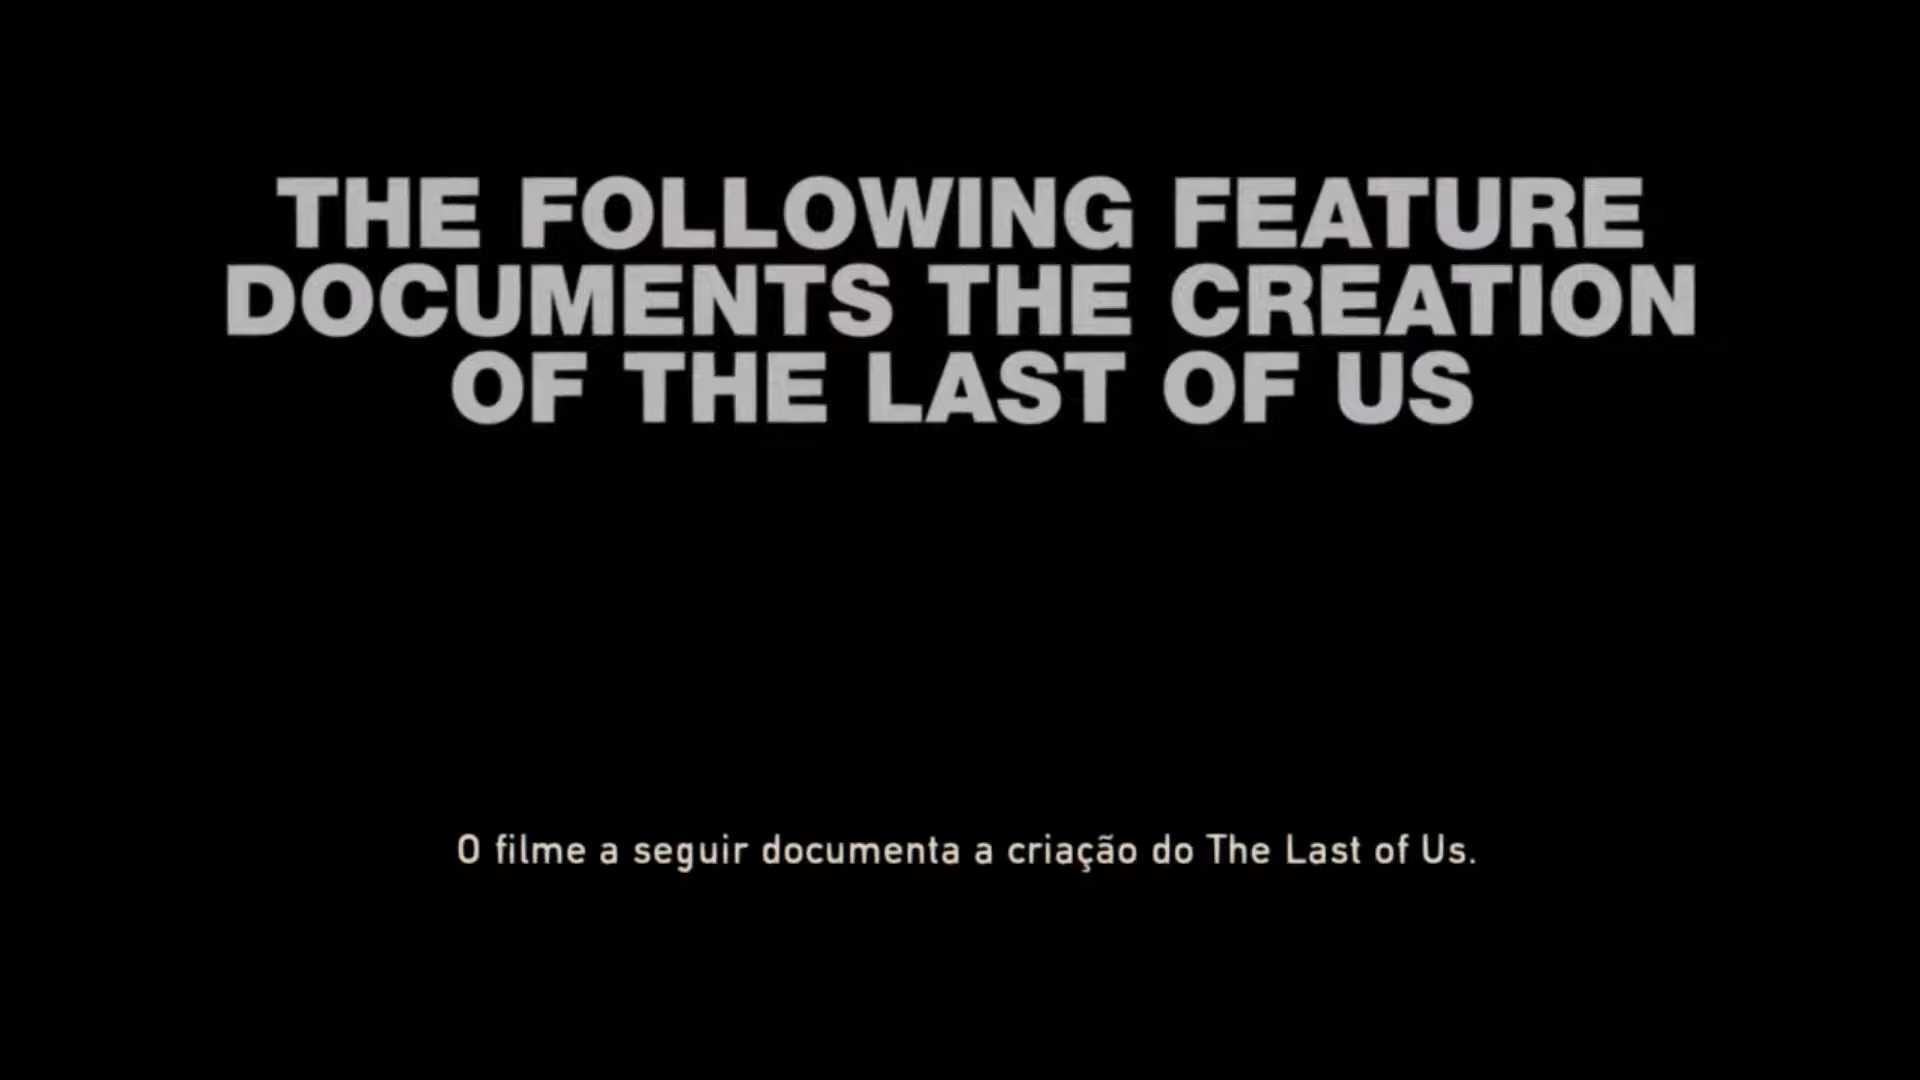 THE FOLLOWING FEATURE
DOCUMENTS THE CREATION
OF THE LAST OF US
O filme a seguir documenta a criação do The Last of Us.